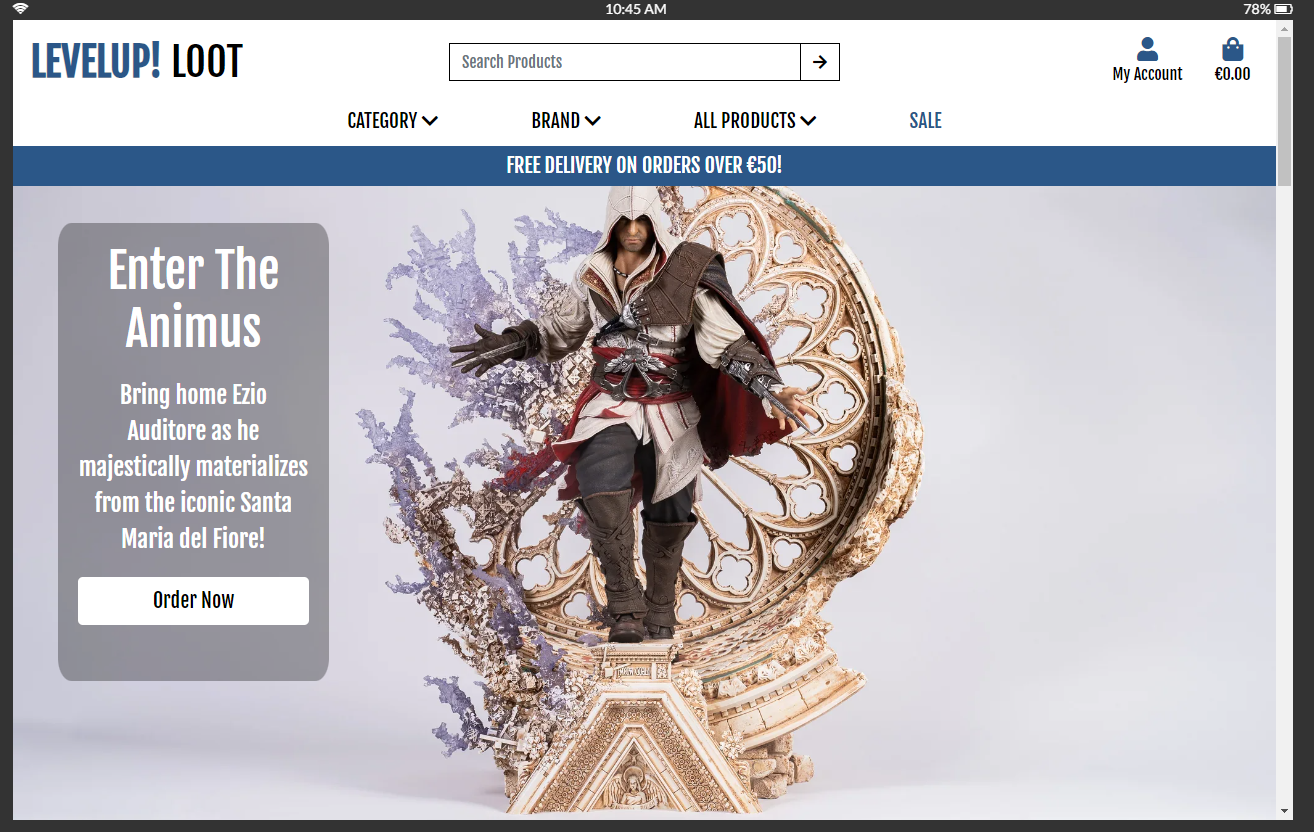 10:45 AM
78%
LEVELUP! LOOT
Search Products
My Account
€0.00
CATEGORY
BRAND
ALL PRODUCTS
SALE
FREE DELIVERY ON ORDERS OVER €50!
Enter The
Animus
Bring home Ezio
Auditore as he
majestically materializes
from the iconic Santa
Maria del Fiore!
Order Now